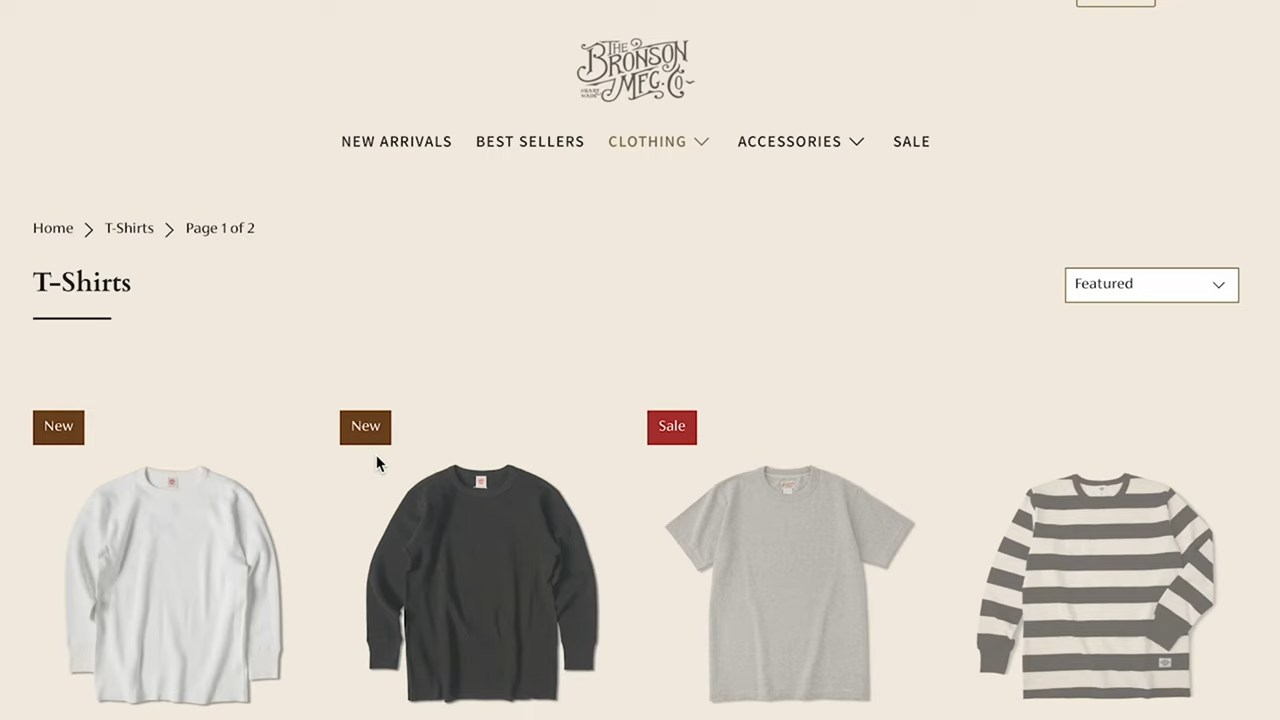 THE
BRONSON
MFG. CO
NEW ARRIVALS BEST SELLERS CLOTHING ACCESSORIES SALE
Home T-Shirts Page 1 of 2
T-Shirts
Featured
New New Sale